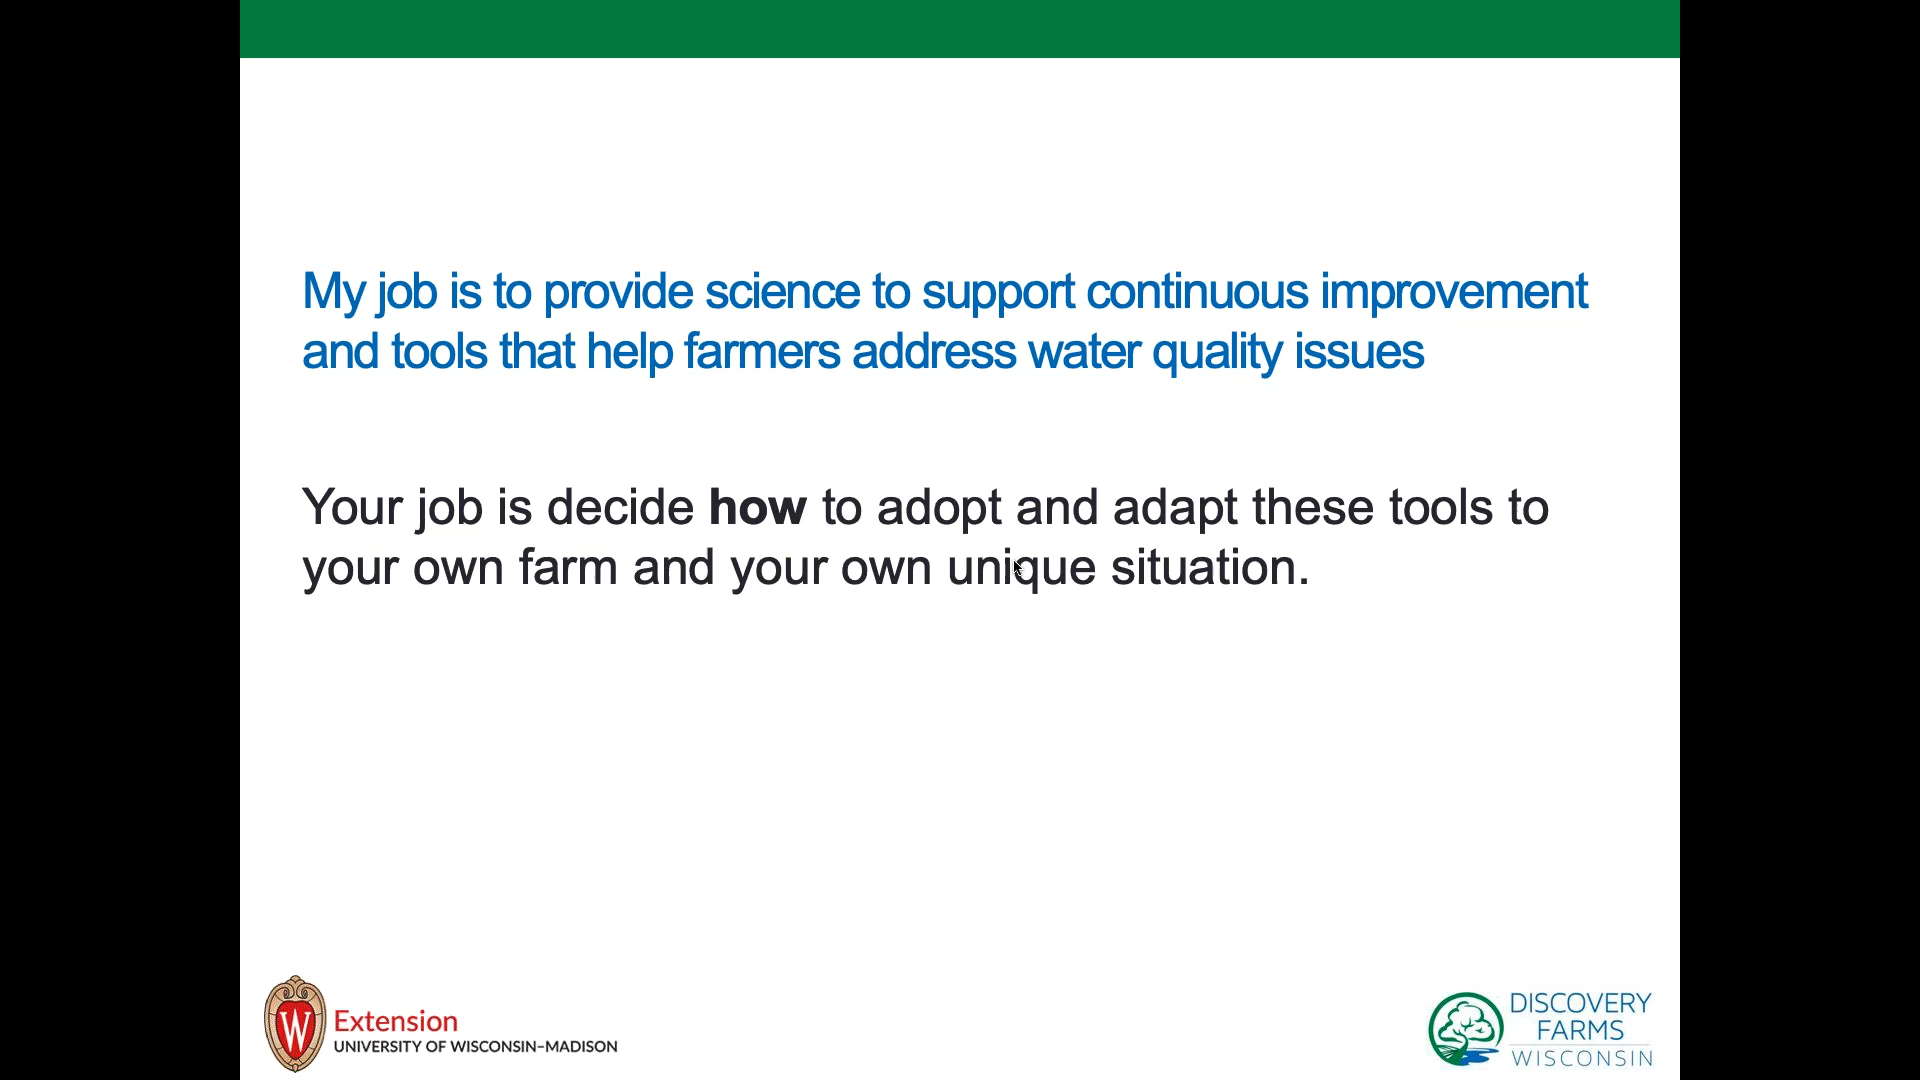 My job is to provide science to support continuous improvement
and tools that help farmers address water quality issues
Your job is decide how to adopt and adapt these tools to
your own farm and your own unique situation.
W
Extension
UNIVERSITY OF WISCONSIN–MADISON
DISCOVERY
FARMS
WISCONSIN